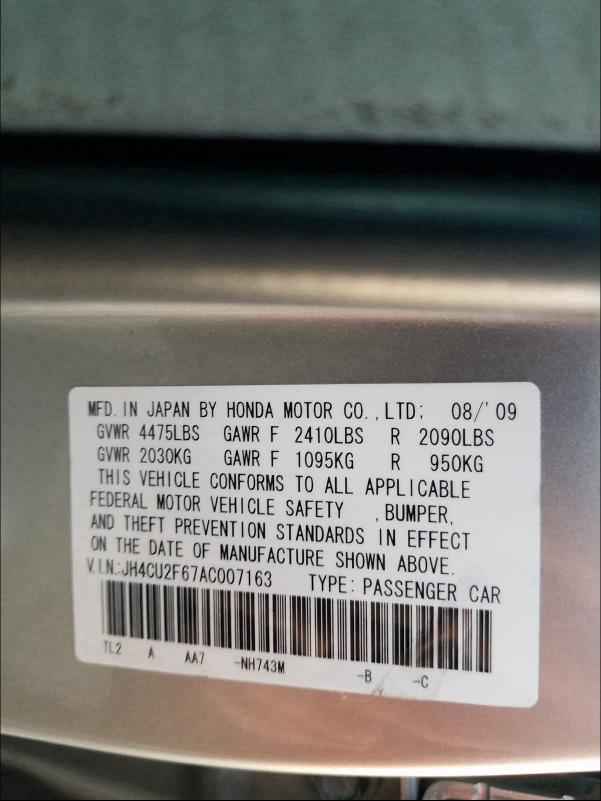 MFD. IN JAPAN BY HONDA MOTOR CO.,LTD; 08/'09
GVWR 4475LBS GAWR F 2410LBS R 2090LBS
GVWR 2030KG GAWR F 1095KG R 950KG
THIS VEHICLE CONFORMS TO ALL APPLICABLE
FEDERAL MOTOR VEHICLE SAFETY ,BUMPER,
AND THEFT PREVENTION STANDARDS IN EFFECT
ON THE DATE OF MANUFACTURE SHOWN ABOVE.
V.I.N.:JH4CU2F67AC007163 TYPE: PASSENGER CAR
TL2 A AA7 -NH743M -B -C